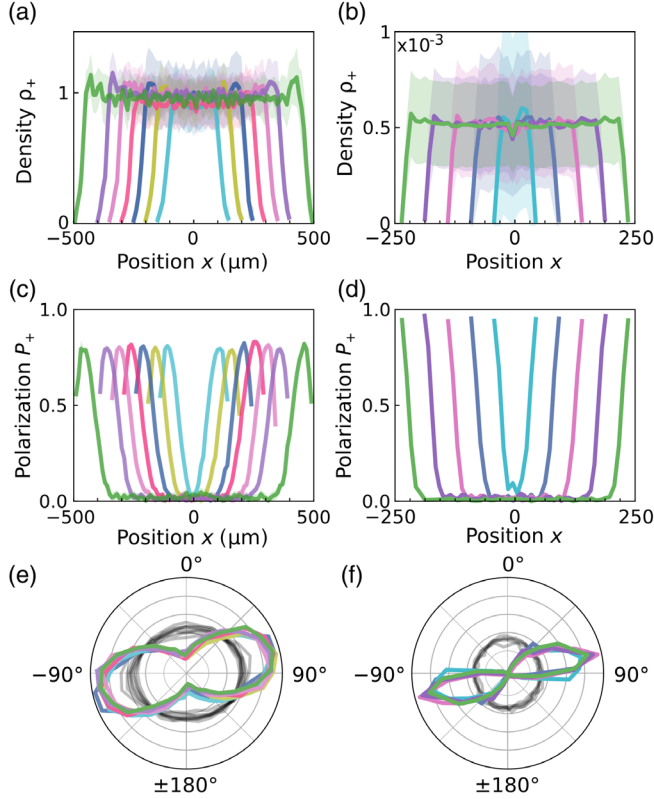 (a)
Density ρ₊
1
0
−500
0
500
Position x (μm)
(b)
x10⁻³
Density ρ₊
1
0.5
0
−250
0
250
Position x
(c)
Polarization P₊
1.0
0.5
0.0
−500
0
500
Position x (μm)
(d)
Polarization P₊
1.0
0.5
0.0
-250
0
250
Position x
(e)
0°
−90°
90°
±180°
(f)
0°
−90°
90°
±180°